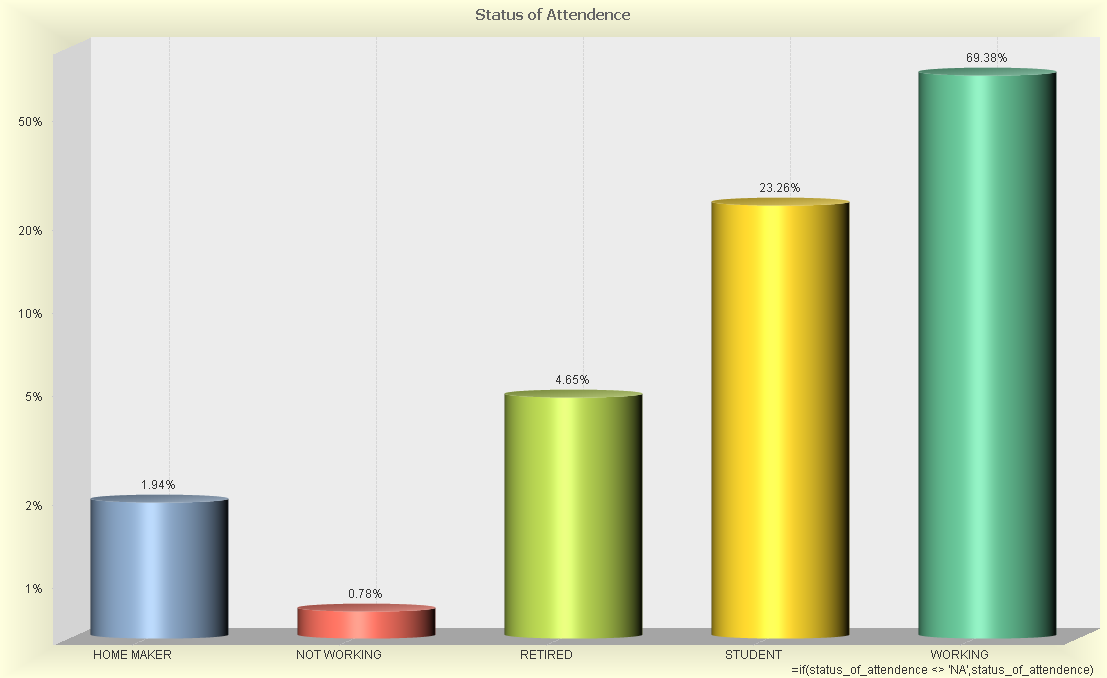 Status of Attendence
69.38%
50%
23.26%
20%
10%
4.65%
5%
1.94%
2%
0.78%
1%
HOME MAKER
NOT WORKING
RETIRED
STUDENT
WORKING
=if(status_of_attendence <> 'NA',status_of_attendence)